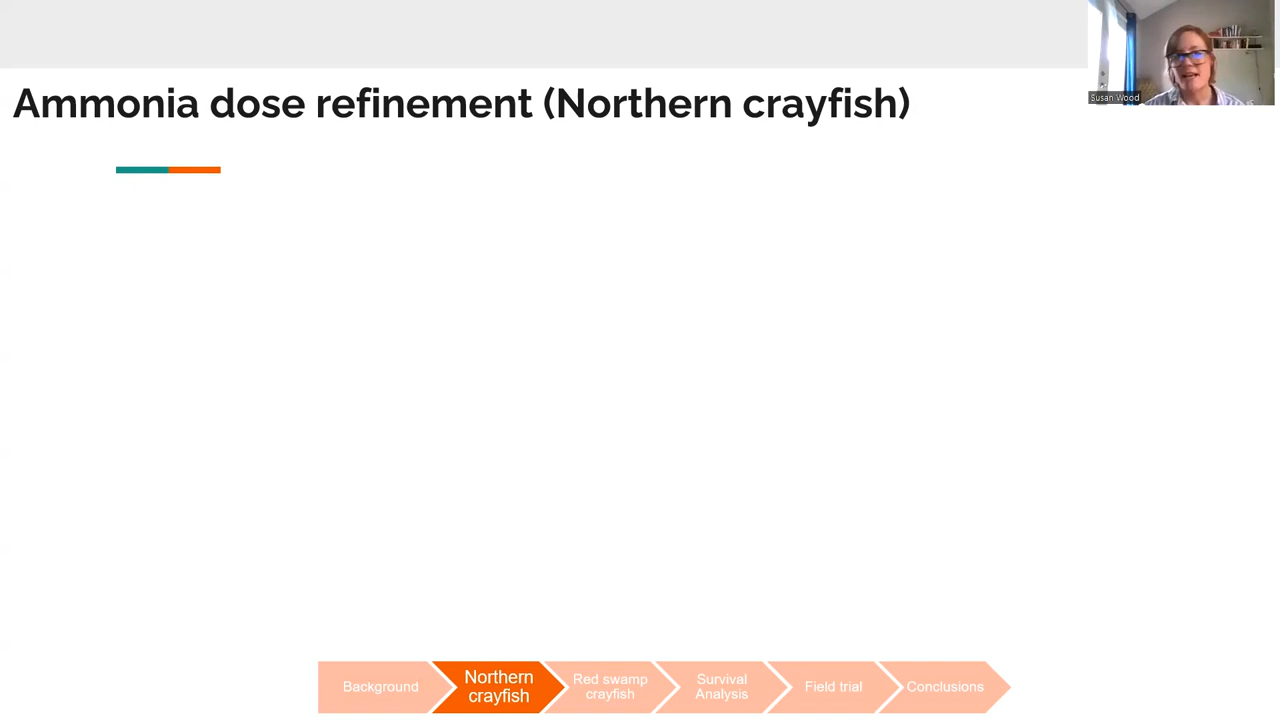 Susan Wood
Ammonia dose refinement (Northern crayfish)
Background
Northern
crayfish
Red swamp
crayfish
Survival
Analysis
Field trial
Conclusions